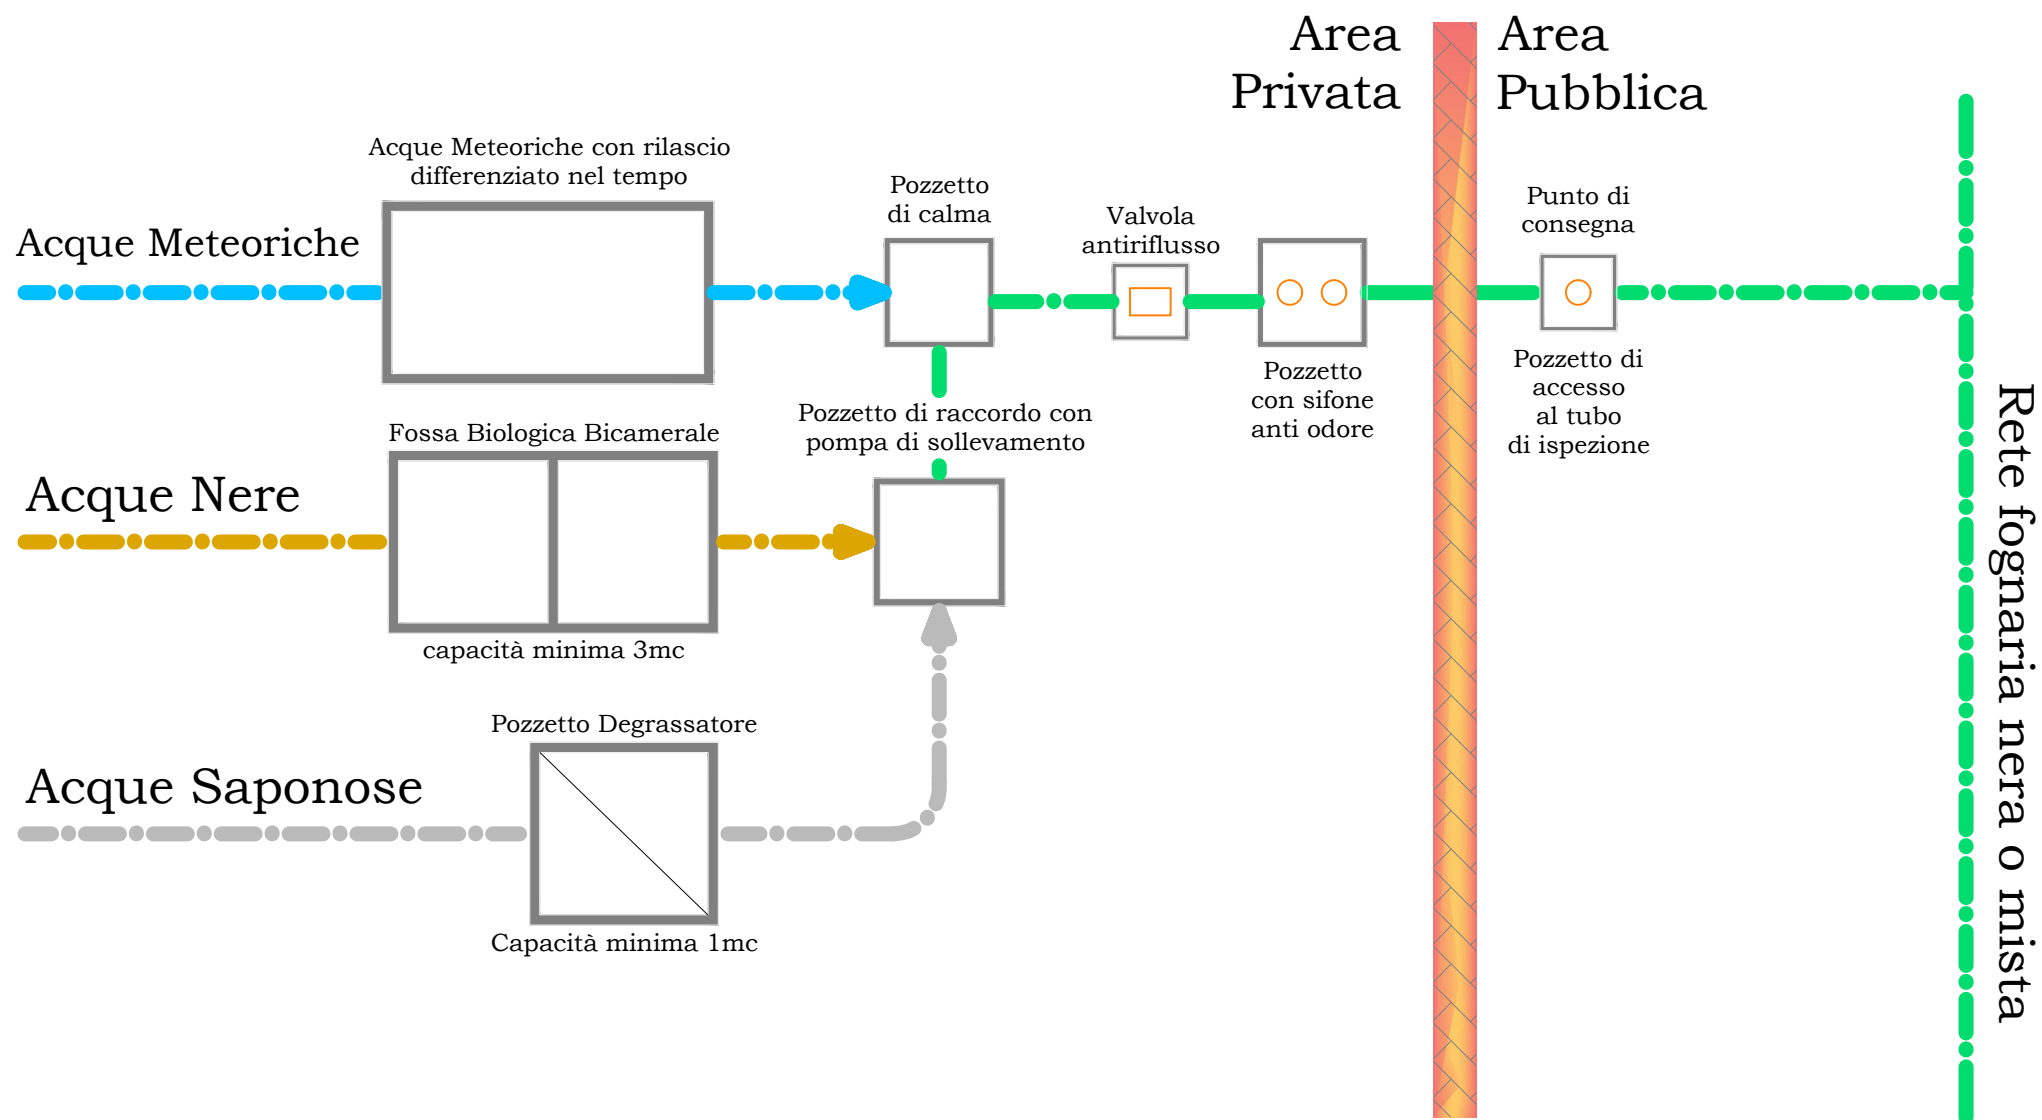 Area
Privata
Area
Pubblica
Acque Meteoriche con rilascio
differenziato nel tempo
Acque Meteoriche
Pozzetto
di calma
Valvola
antiriflusso
Punto di
consegna
Pozzetto
con sifone
anti odore
Pozzetto di
accesso
al tubo
di ispezione
Pozzetto di raccordo con
pompa di sollevamento
Fossa Biologica Bicamerale
Acque Nere
capacità minima 3mc
Pozzetto Degrassatore
Acque Saponose
Capacità minima 1mc
Rete fognaria nera o mista